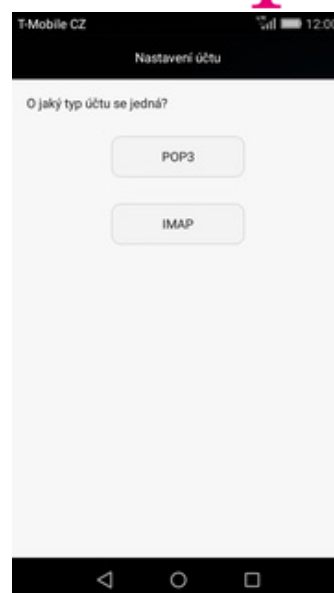 T-Mobile CZ 12:00
Nastavení účtu
O jaký typ účtu se jedná?
POP3
IMAP